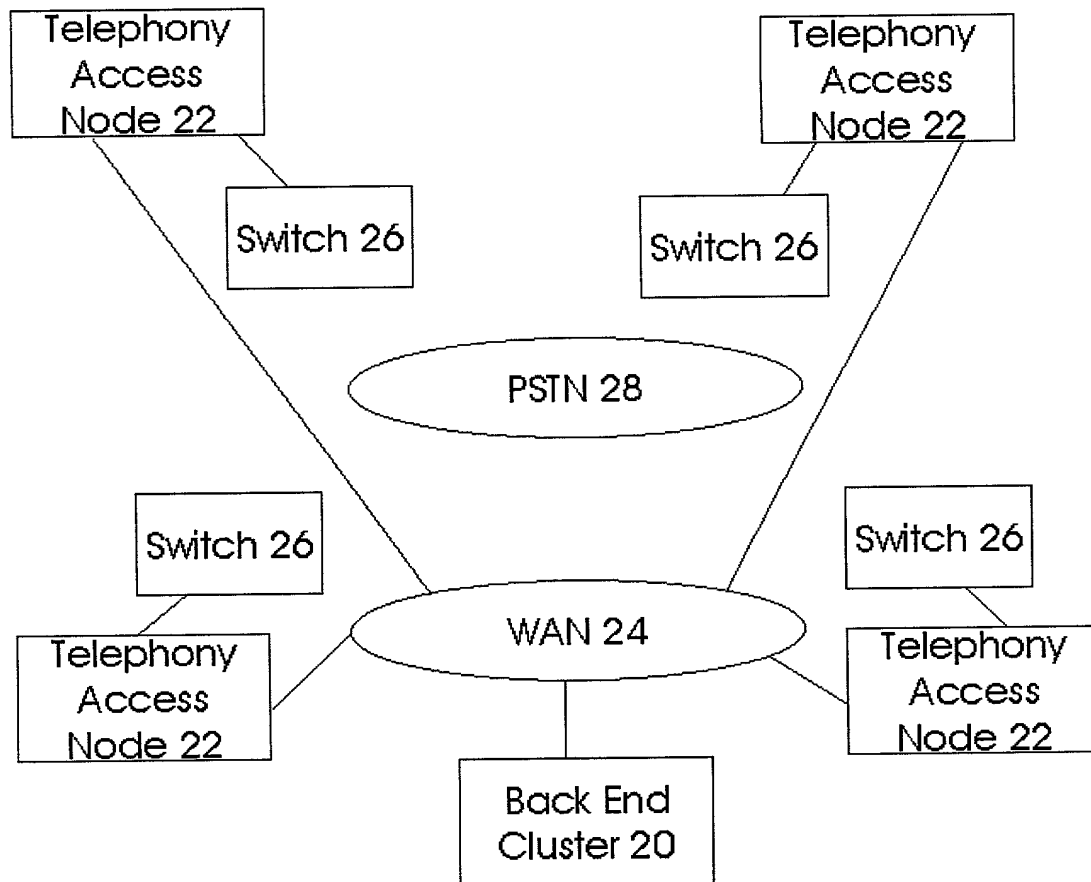 Telephony
Access
Node 22
Telephony
Access
Node 22
Switch 26
Switch 26
PSTN 28
Switch 26
Switch 26
WAN 24
Telephony
Access
Node 22
Telephony
Access
Node 22
Back End
Cluster 20